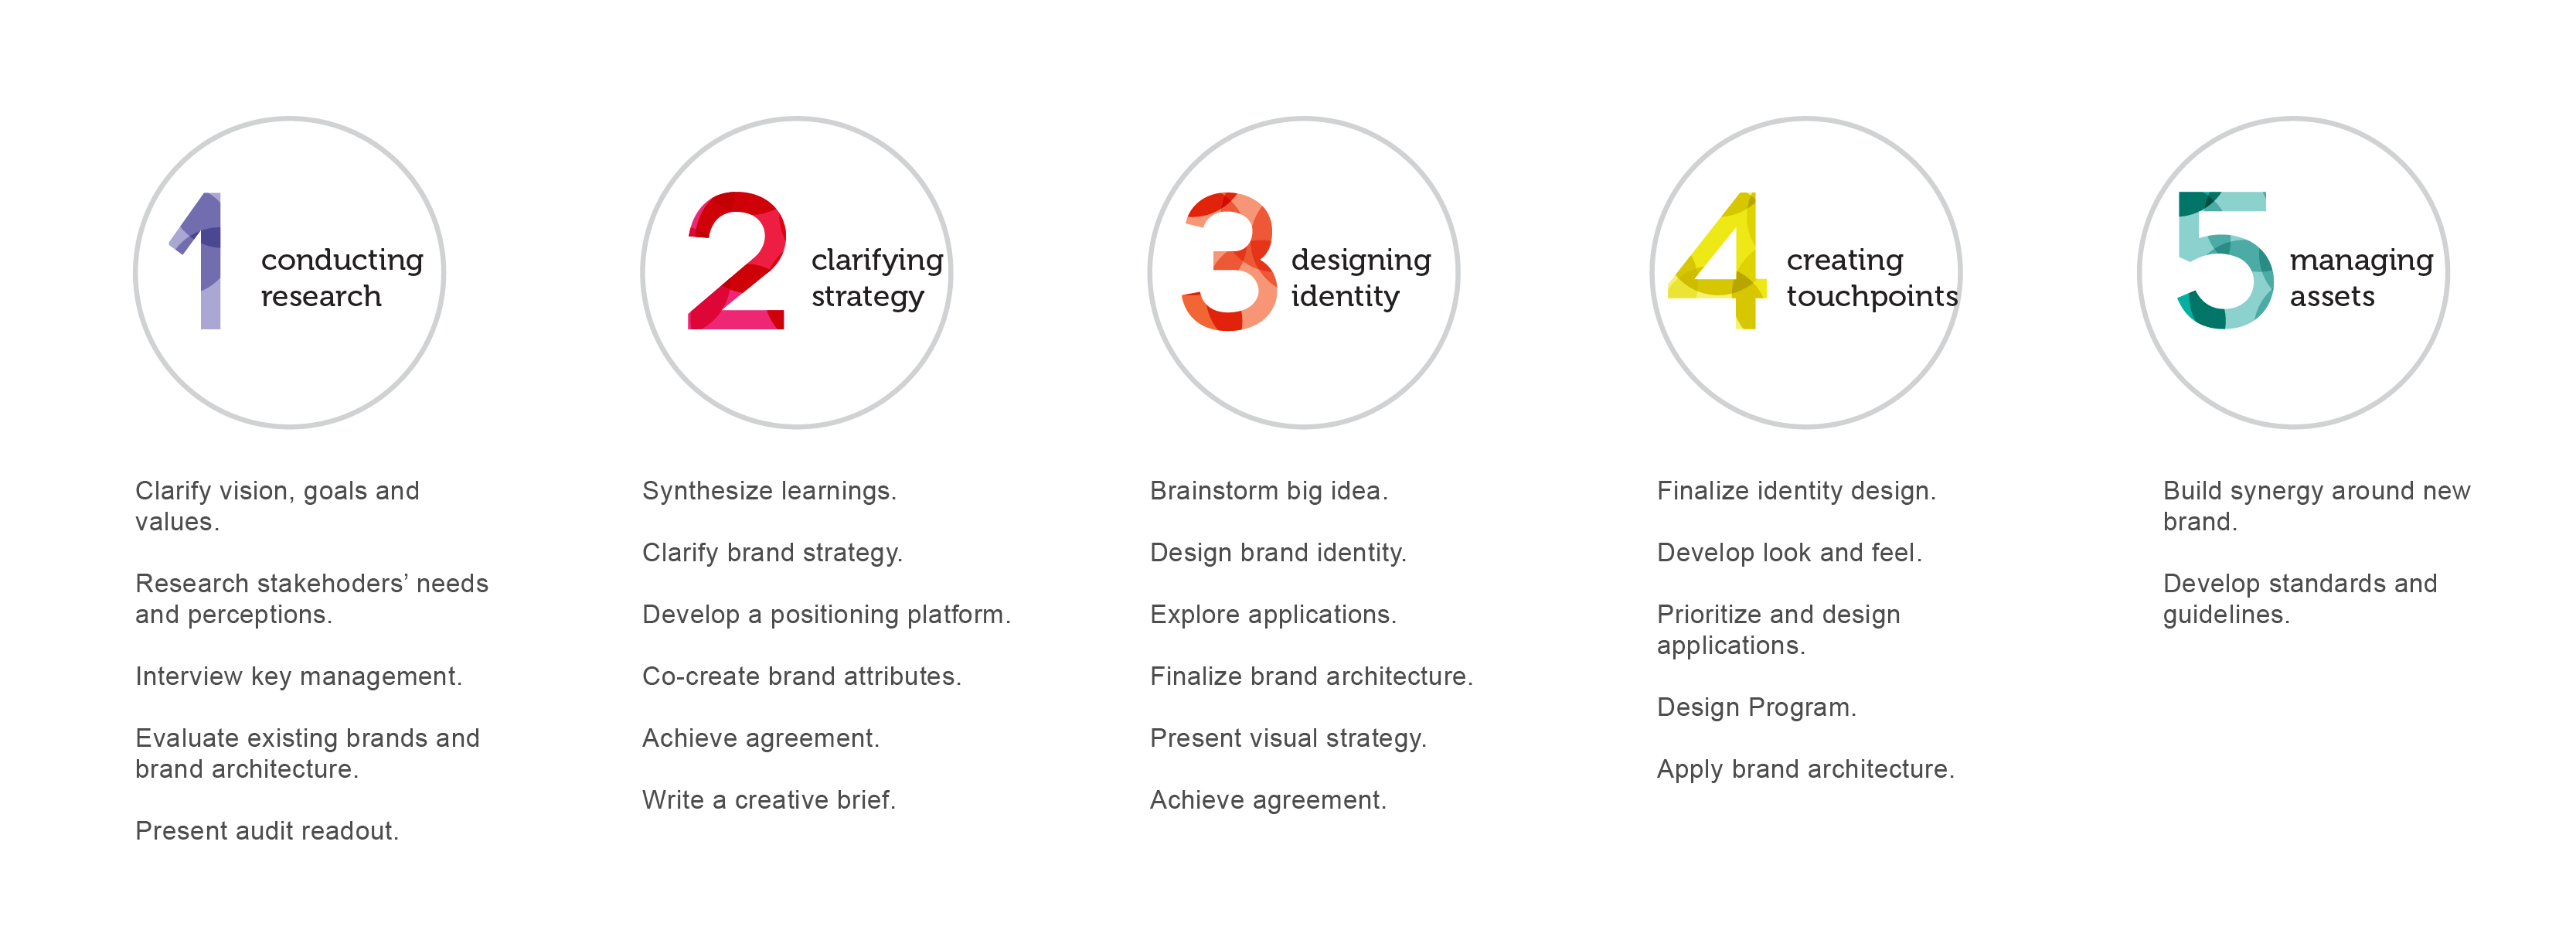 1
conducting
research
Clarify vision, goals and
values.
Research stakehoders’ needs
and perceptions.
Interview key management.
Evaluate existing brands and
brand architecture.
Present audit readout.
2
clarifying
strategy
Synthesize learnings.
Clarify brand strategy.
Develop a positioning platform.
Co-create brand attributes.
Achieve agreement.
Write a creative brief.
3
designing
identity
Brainstorm big idea.
Design brand identity.
Explore applications.
Finalize brand architecture.
Present visual strategy.
Achieve agreement.
4
creating
touchpoints
Finalize identity design.
Develop look and feel.
Prioritize and design
applications.
Design Program.
Apply brand architecture.
5
managing
assets
Build synergy around new
brand.
Develop standards and
guidelines.